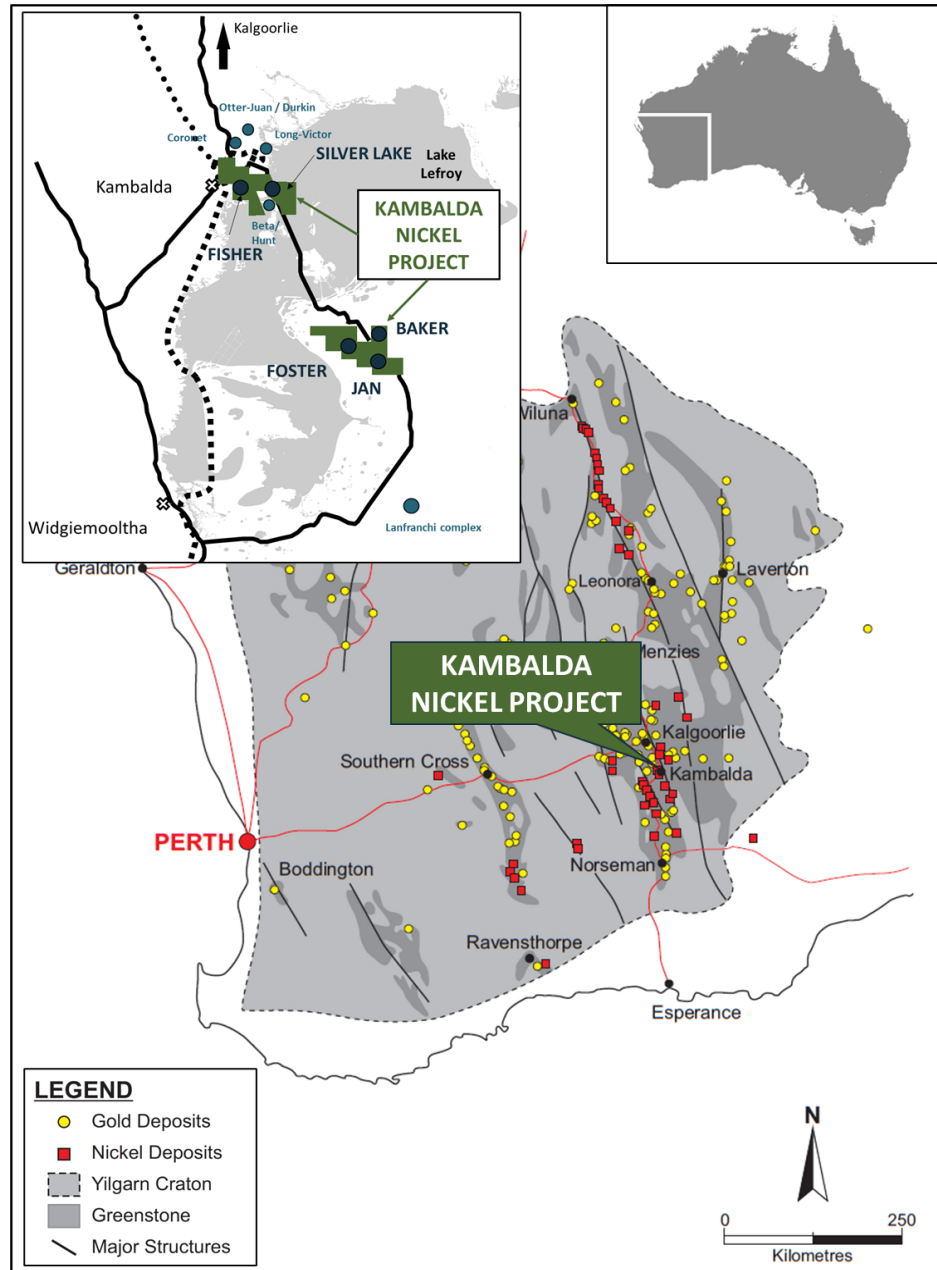 Kalgoorlie
Otter-Juan / Durkin
Coronet
Long-Victor
SILVER LAKE
Lake
Lefroy
Kambalda
KAMBALDA
NICKEL
PROJECT
Beta/
Hunt
FISHER
BAKER
FOSTER
JAN
Widgiemooltha
Lanfranchi complex
Wiluna
Geraldton
Leonora
Laverton
Menzies
KAMBALDA
NICKEL PROJECT
Kalgoorlie
Southern Cross
Kambalda
PERTH
Boddington
Norseman
Ravensthorpe
Esperance
LEGEND
Gold Deposits
Nickel Deposits
Yilgarn Craton
Greenstone
Major Structures
N
0 250
Kilometres